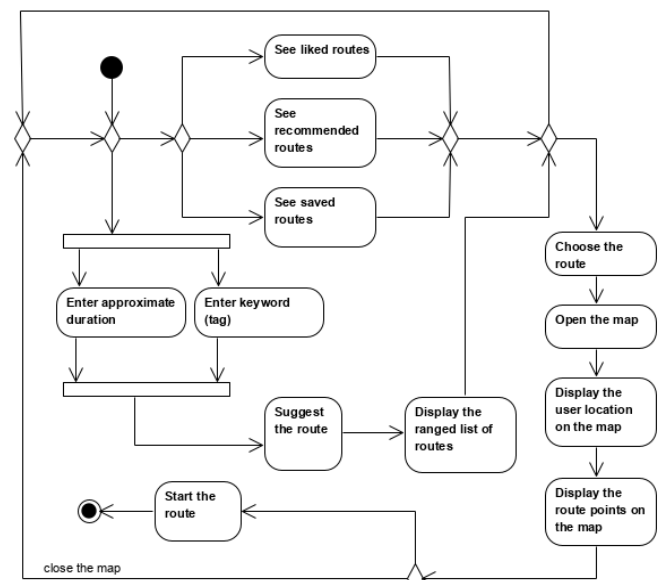 See liked routes
See
recommended
routes
See saved
routes
Choose the
route
Enter approximate
duration
Enter keyword
(tag)
Open the map
Display the
user location
on the map
Suggest
the route
Display the
ranged list of
routes
Display the
route points on
the map
Start the
route
close the map